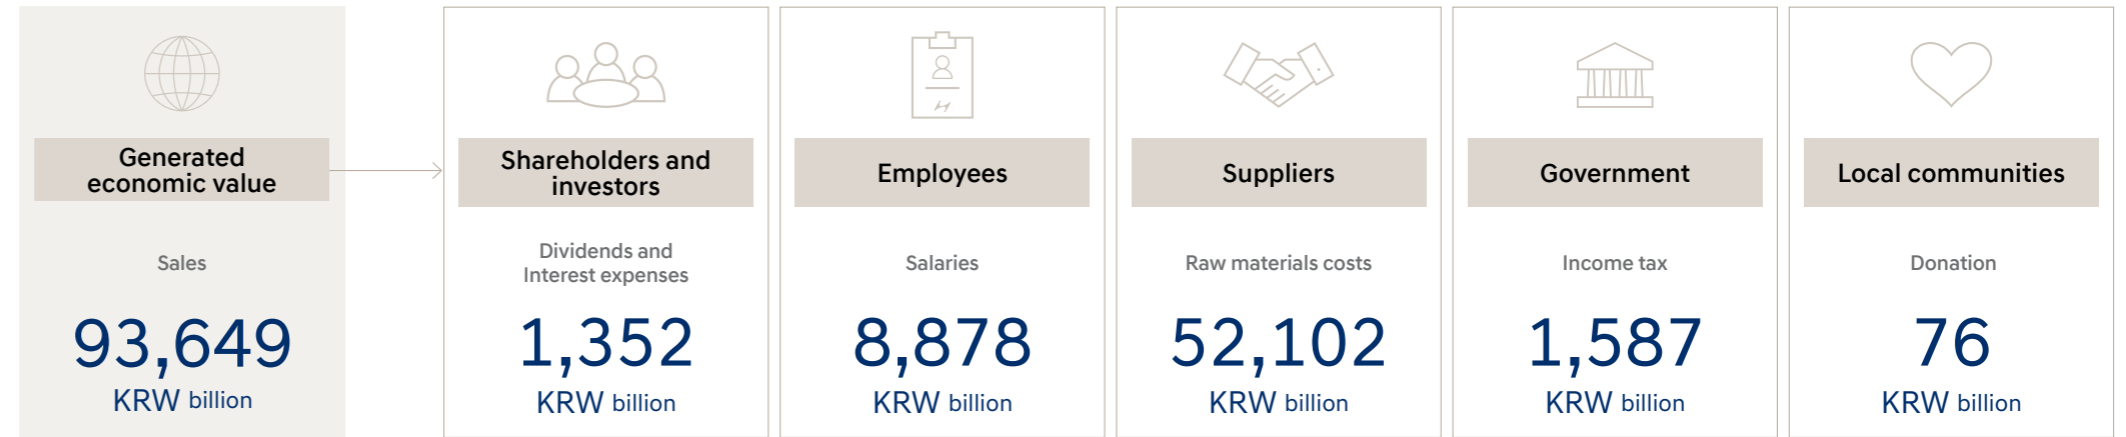 Generated
economic value
Sales
93,649
KRW billion
Shareholders and
investors
Dividends and
Interest expenses
1,352
KRW billion
Employees
Salaries
8,878
KRW billion
Suppliers
Raw materials costs
52,102
KRW billion
Government
Income tax
1,587
KRW billion
Local communities
Donation
76
KRW billion